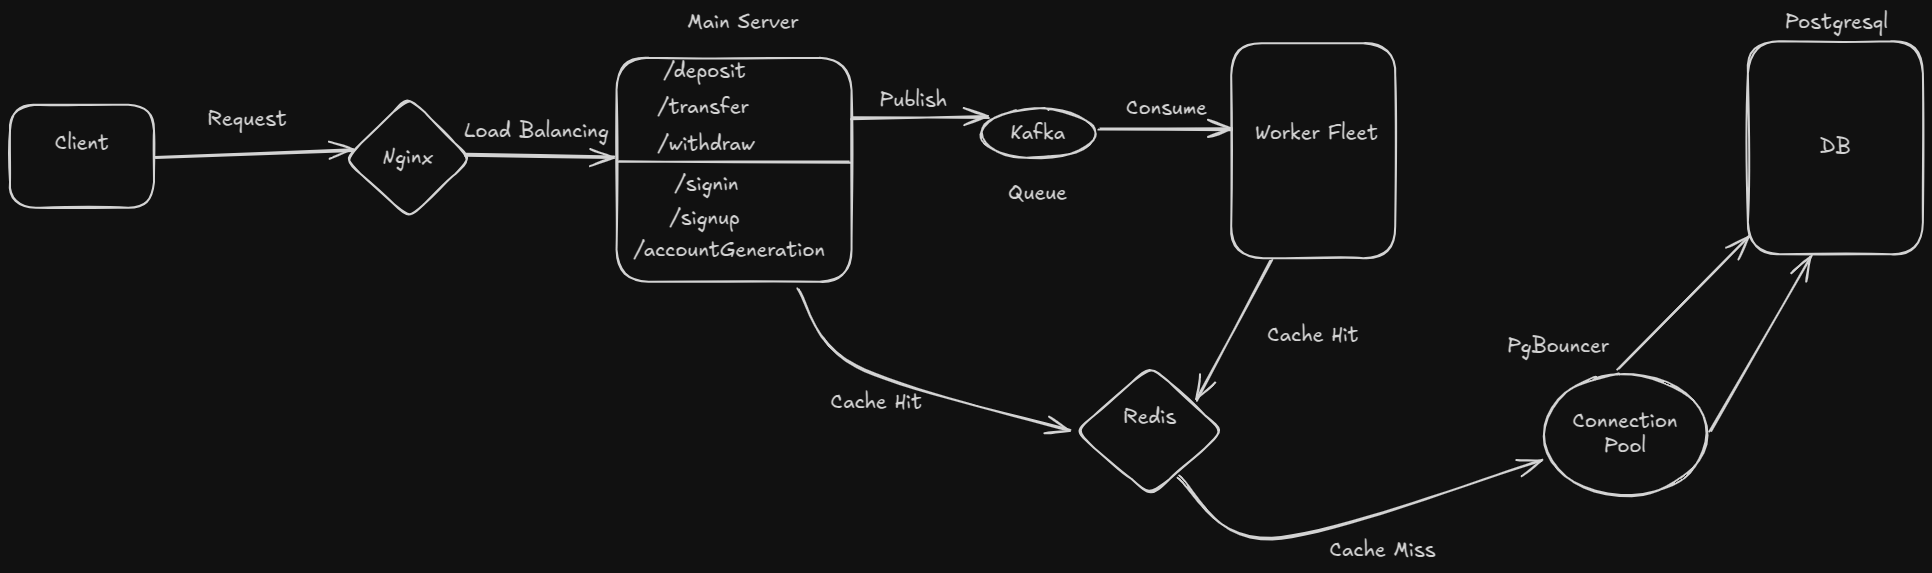 Main Server
Postgresql
/deposit
/transfer
/withdraw
/signin
/signup
/accountGeneration
Client
Request
Nginx
Load Balancing
Publish
Kafka
Queue
Consume
Worker Fleet
DB
Cache Hit
Cache Hit
Redis
Cache Miss
PgBouncer
Connection
Pool